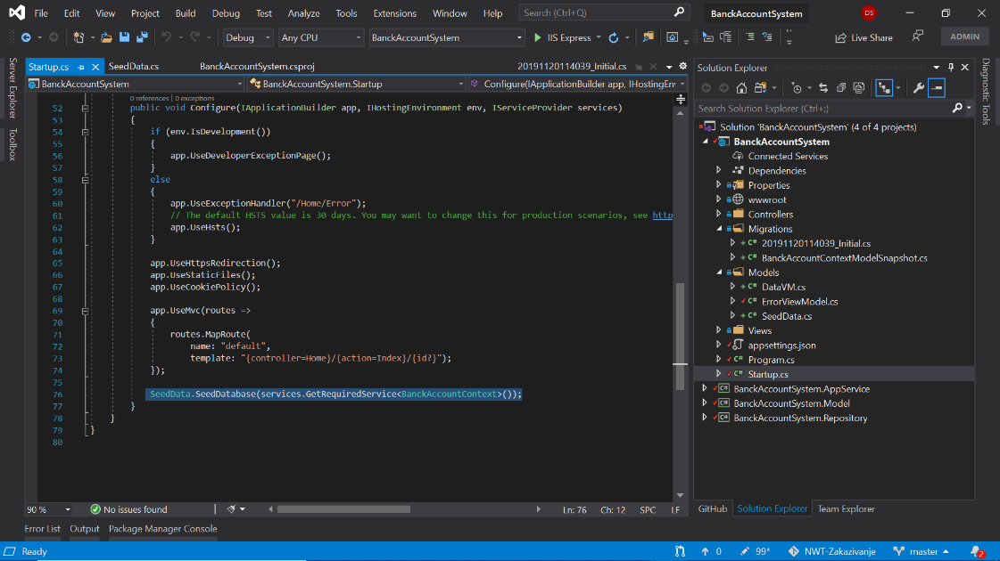 File Edit View Project Build Debug Test Analyze Tools Extensions Window Help Search (Ctrl+Q) BanckAccountSystem DS
Debug Any CPU BanckAccountSystem IIS Express Live Share ADMIN
Startup.cs SeedData.cs BanckAccountSystem.csproj 20191120114039_Initial.cs
BanckAccountSystem BanckAccountSystem.Startup Configure(IApplicationBuilder app, IHostingEnv
Server Explorer
Toolbox
0 references | 0 exceptions
52 public void Configure(IApplicationBuilder app, IHostingEnvironment env, IServiceProvider services)
53 {
54 if (env.IsDevelopment())
55 {
56 app.UseDeveloperExceptionPage();
57 }
58 else
59 {
60 app.UseExceptionHandler("/Home/Error");
61 // The default HSTS value is 30 days. You may want to change this for production scenarios, see http
62 app.UseHsts();
63 }
64
65 app.UseHttpsRedirection();
66 app.UseStaticFiles();
67 app.UseCookiePolicy();
68
69 app.UseMvc(routes =>
70 {
71 routes.MapRoute(
72 name: "default",
73 template: "{controller=Home}/{action=Index}/{id?}");
74 });
75
76 SeedData.SeedDatabase(services.GetRequiredService<BanckAccountContext>());
77 }
78 }
79 }
80
90 % No issues found Ln: 76 Ch: 12 SPC LF
Error List Output Package Manager Console
Solution Explorer
Search Solution Explorer (Ctrl+;)
Solution 'BanckAccountSystem' (4 of 4 projects)
BanckAccountSystem
Connected Services
Dependencies
Properties
wwwroot
Controllers
Migrations
C# 20191120114039_Initial.cs
C# BanckAccountContextModelSnapshot.cs
Models
C# DataVM.cs
C# ErrorViewModel.cs
C# SeedData.cs
Views
appsettings.json
C# Program.cs
C# Startup.cs
C# BanckAccountSystem.AppService
C# BanckAccountSystem.Model
C# BanckAccountSystem.Repository
GitHub Solution Explorer Team Explorer
Diagnostic Tools
Ready 0 99* NWT-Zakazivanje master 2